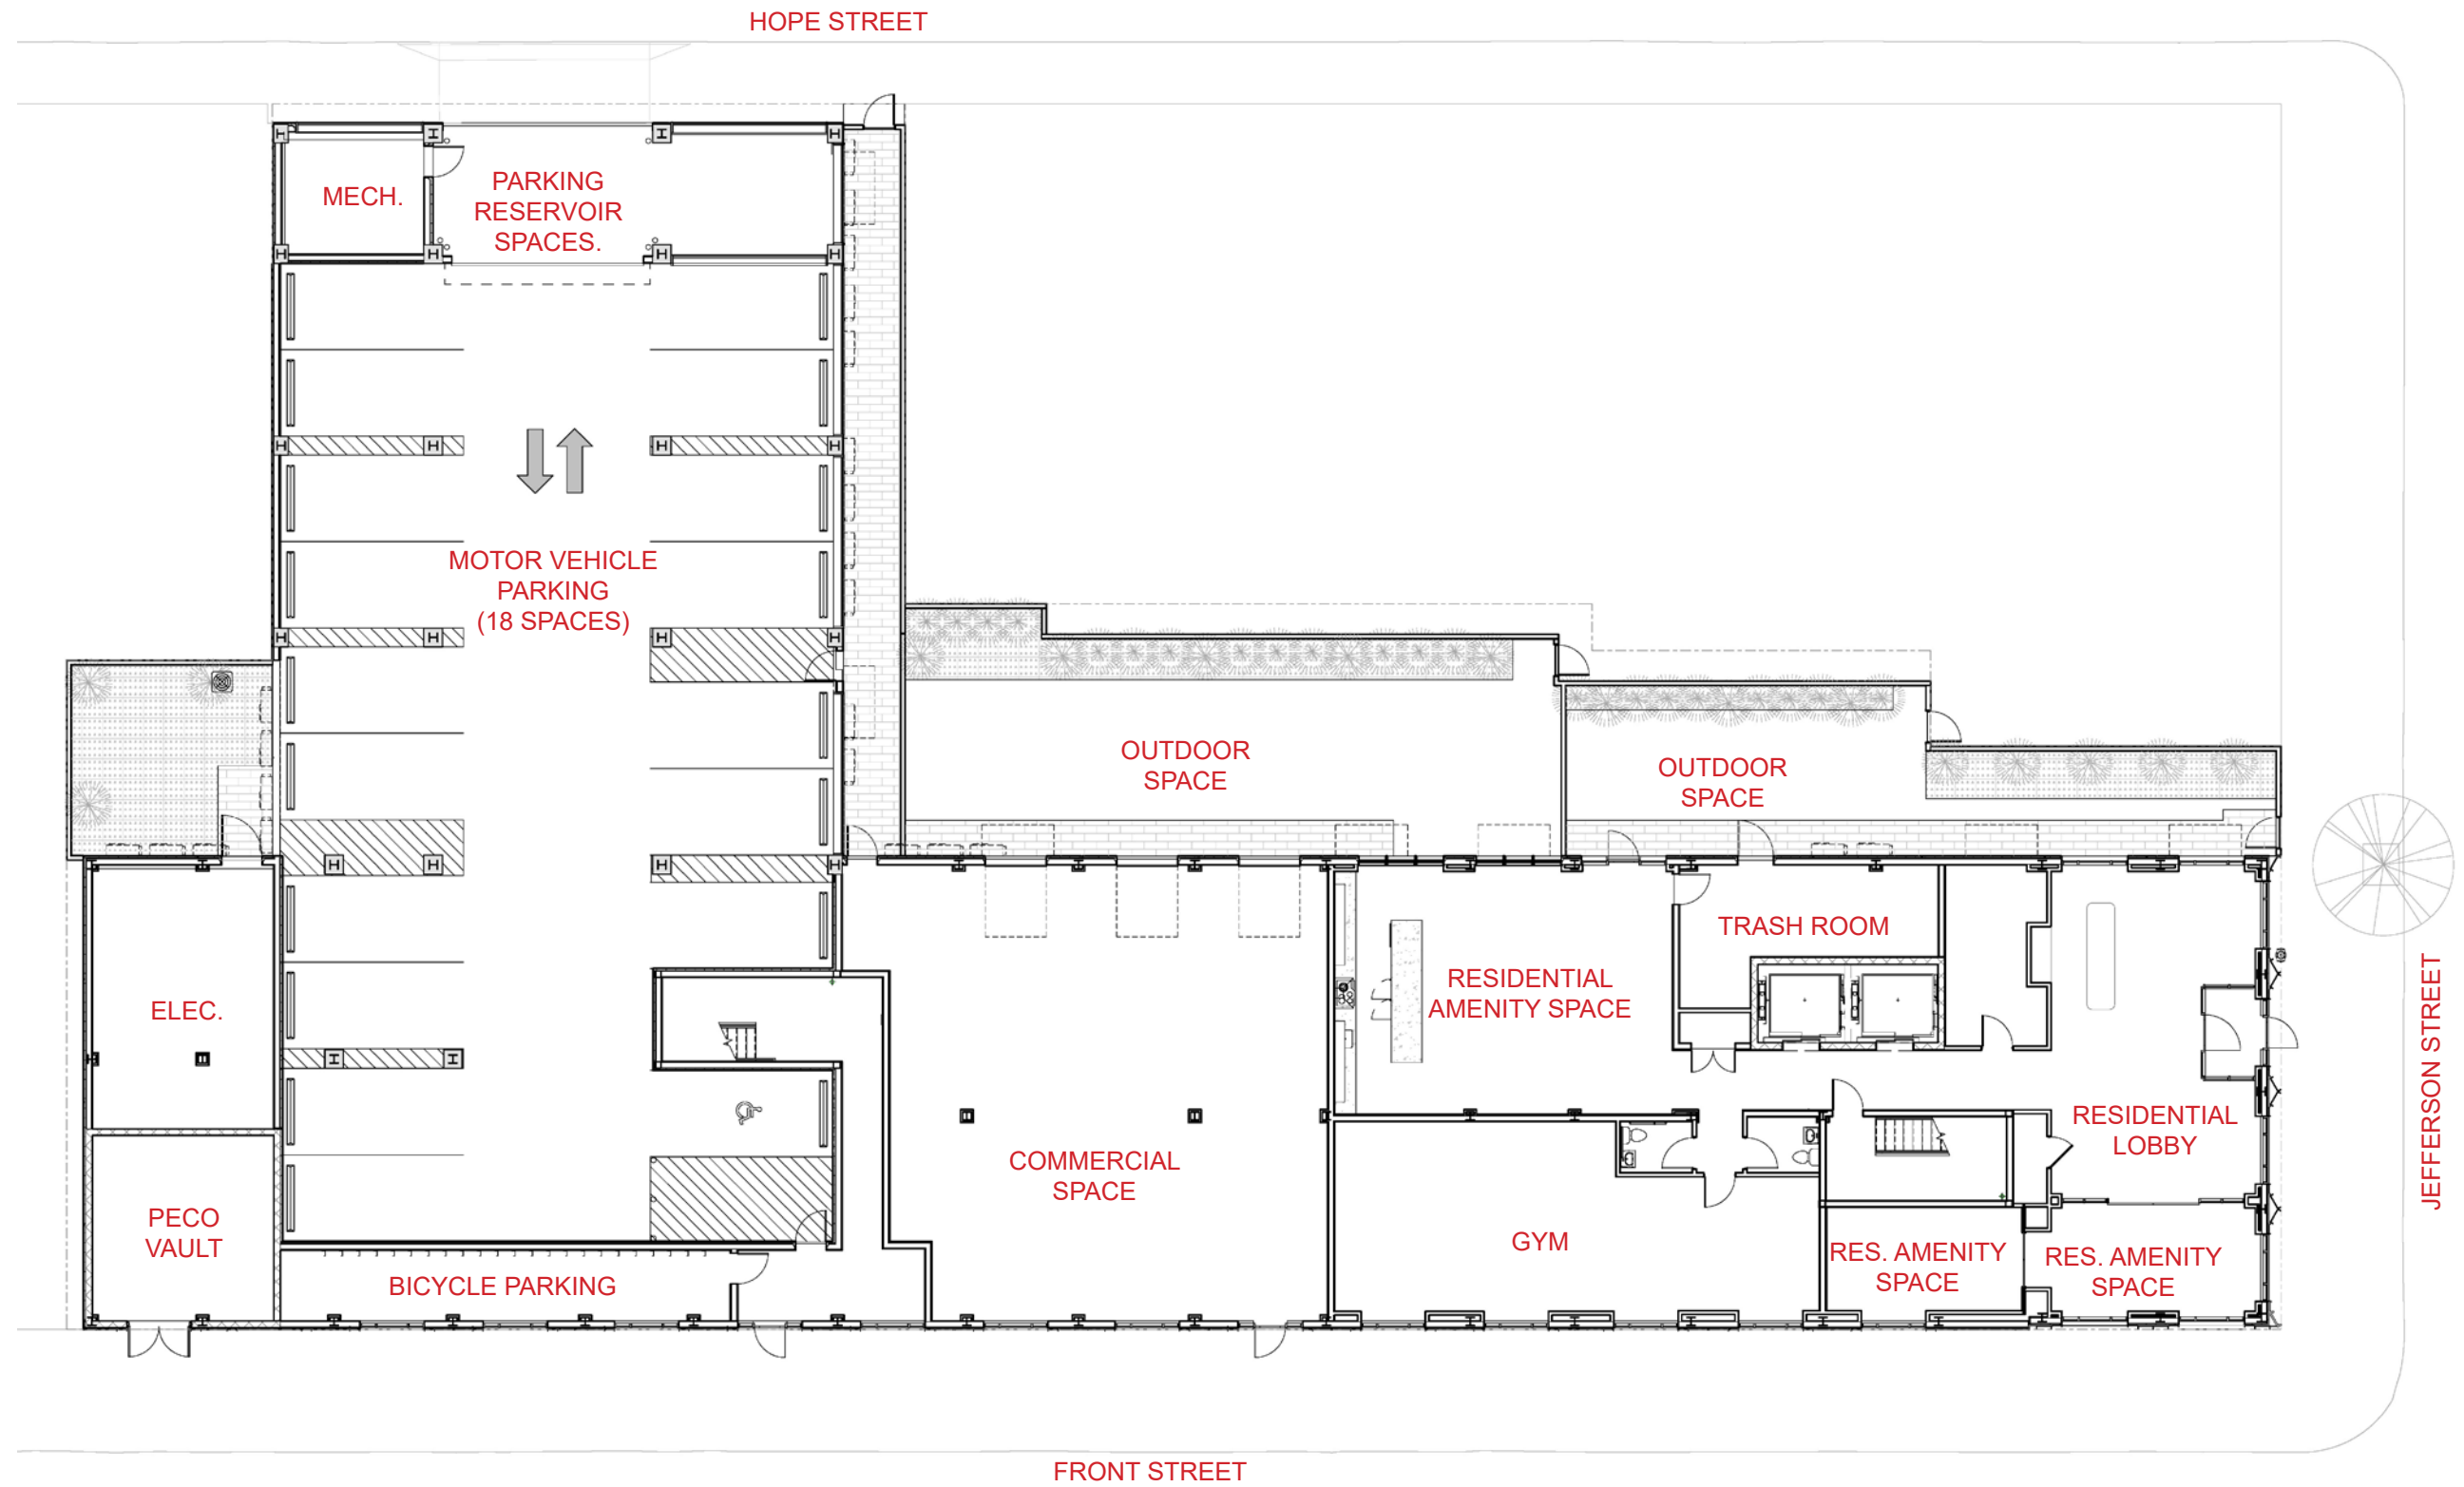 HOPE STREET
MECH.
PARKING
RESERVOIR
SPACES.
MOTOR VEHICLE
PARKING
(18 SPACES)
OUTDOOR
SPACE
OUTDOOR
SPACE
TRASH ROOM
RESIDENTIAL
AMENITY SPACE
ELEC.
JEFFERSON STREET
RESIDENTIAL
LOBBY
COMMERCIAL
SPACE
PECO
VAULT
GYM
RES. AMENITY
SPACE
RES. AMENITY
SPACE
BICYCLE PARKING
FRONT STREET